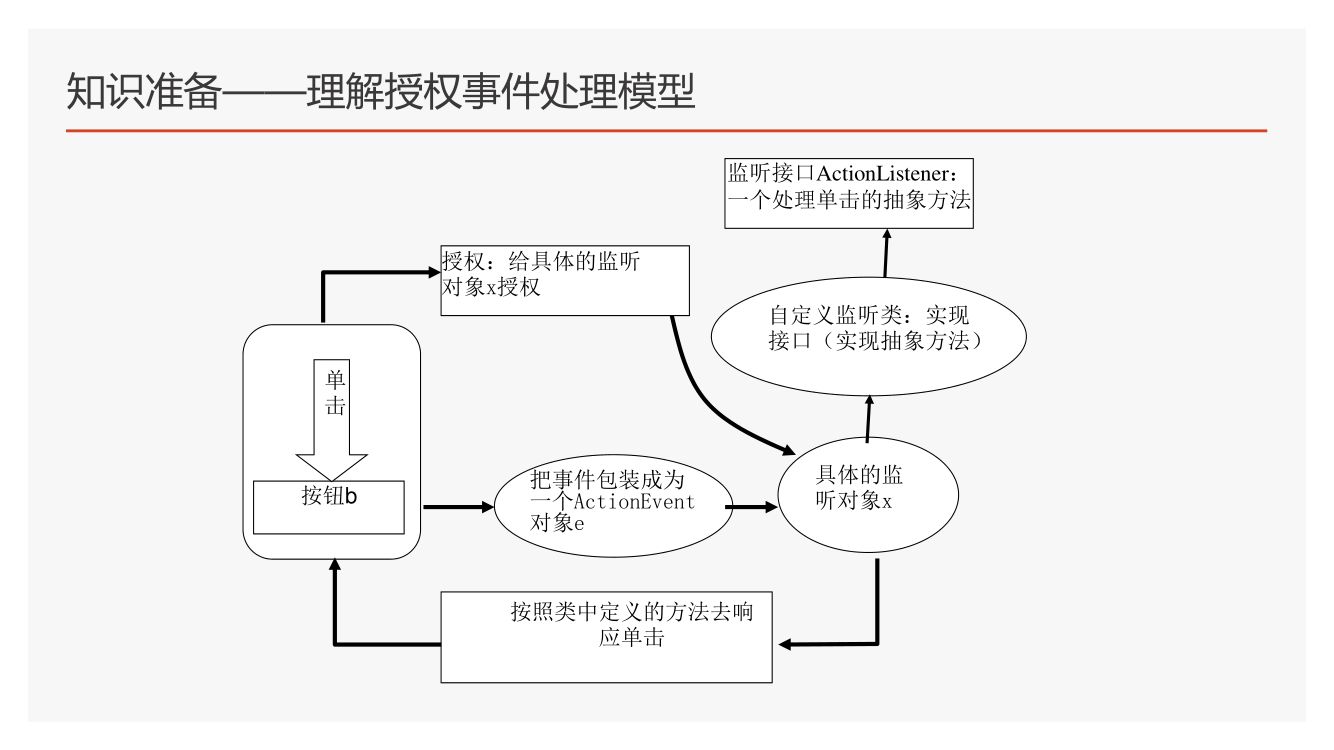 知识准备——理解授权事件处理模型
监听接口ActionListener：
一个处理单击的抽象方法
授权：给具体的监听
对象x授权
自定义监听类：实现
接口（实现抽象方法）
单
击
按钮b
把事件包装成为
一个ActionEvent
对象e
具体的监
听对象x
按照类中定义的方法去响
应单击